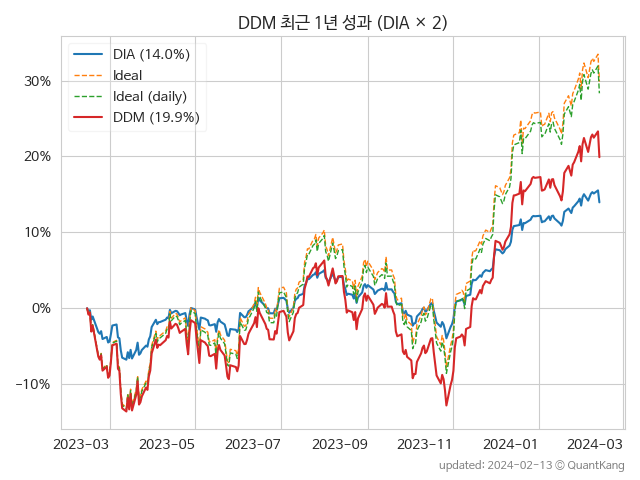 DDM 최근 1년 성과 (DIA × 2)
DIA (14.0%)
Ideal
Ideal (daily)
DDM (19.9%)
30%
20%
10%
0%
−10%
2023-03 2023-05 2023-07 2023-09 2023-11 2024-01 2024-03
updated: 2024-02-13 © QuantKang